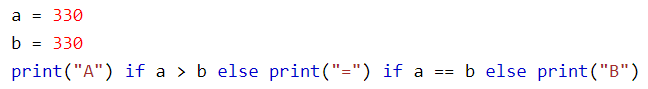 a = 330
b = 330
print("A") if a > b else print("=") if a == b else print("B")